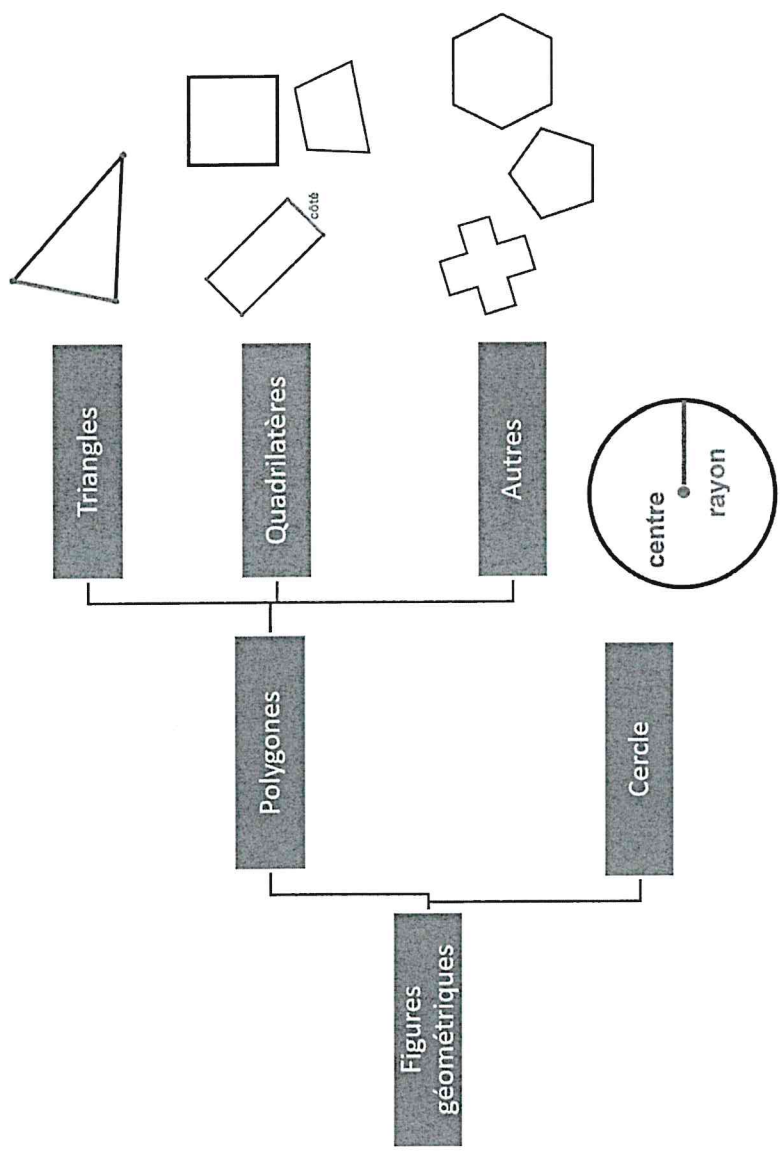 Figures
géométriques
Polygones
Triangles
Quadrilatères
côté
Autres
Cercle
centre
rayon